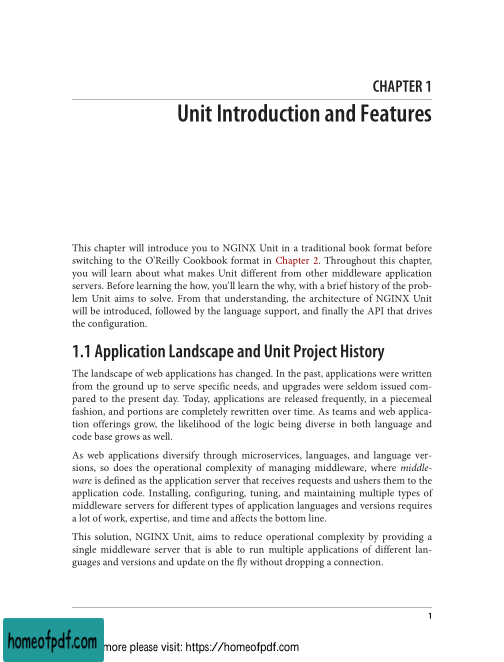 CHAPTER 1
Unit Introduction and Features
This chapter will introduce you to NGINX Unit in a traditional book format before
switching to the O'Reilly Cookbook format in Chapter 2. Throughout this chapter,
you will learn about what makes Unit different from other middleware application
servers. Before learning the how, you'll learn the why, with a brief history of the prob-
lem Unit aims to solve. From that understanding, the architecture of NGINX Unit
will be introduced, followed by the language support, and finally the API that drives
the configuration.
1.1 Application Landscape and Unit Project History
The landscape of web applications has changed. In the past, applications were written
from the ground up to serve specific needs, and upgrades were seldom issued com-
pared to the present day. Today, applications are released frequently, in a piecemeal
fashion, and portions are completely rewritten over time. As teams and web applica-
tion offerings grow, the likelihood of the logic being diverse in both language and
code base grows as well.
As web applications diversify through microservices, languages, and language ver-
sions, so does the operational complexity of managing middleware, where middle-
ware is defined as the application server that receives requests and ushers them to the
application code. Installing, configuring, tuning, and maintaining multiple types of
middleware servers for different types of application languages and versions requires
a lot of work, expertise, and time and affects the bottom line.
This solution, NGINX Unit, aims to reduce operational complexity by providing a
single middleware server that is able to run multiple applications of different lan-
guages and versions and update on the fly without dropping a connection.
1
homeofpdf.com more please visit: https://homeofpdf.com